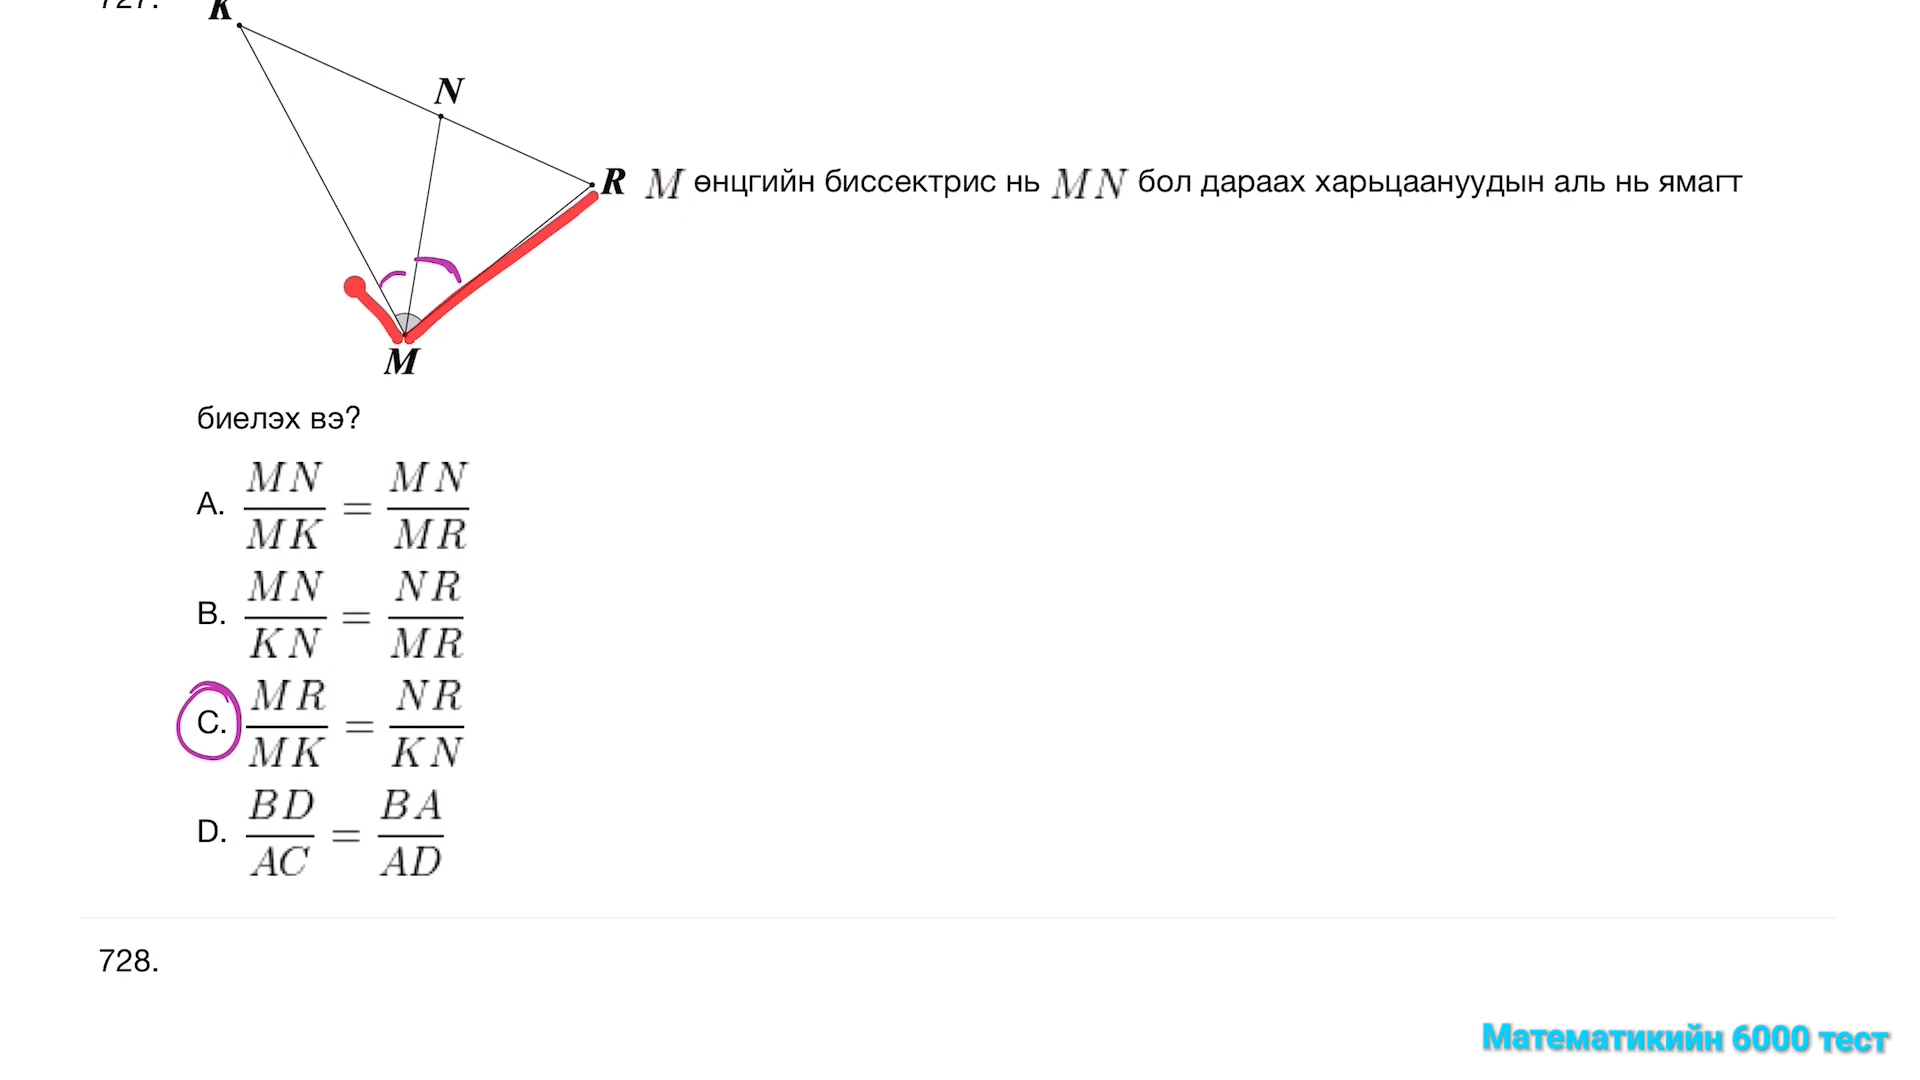 727.
K
N
R M өнцгийн биссектрис нь MN бол дараах харьцаануудын аль нь ямагт
M
биелэх вэ?
A. MN/MK = MN/MR
B. MN/KN = NR/MR
C. MR/MK = NR/KN
D. BD/AC = BA/AD
728.
Математикийн 6000 тест